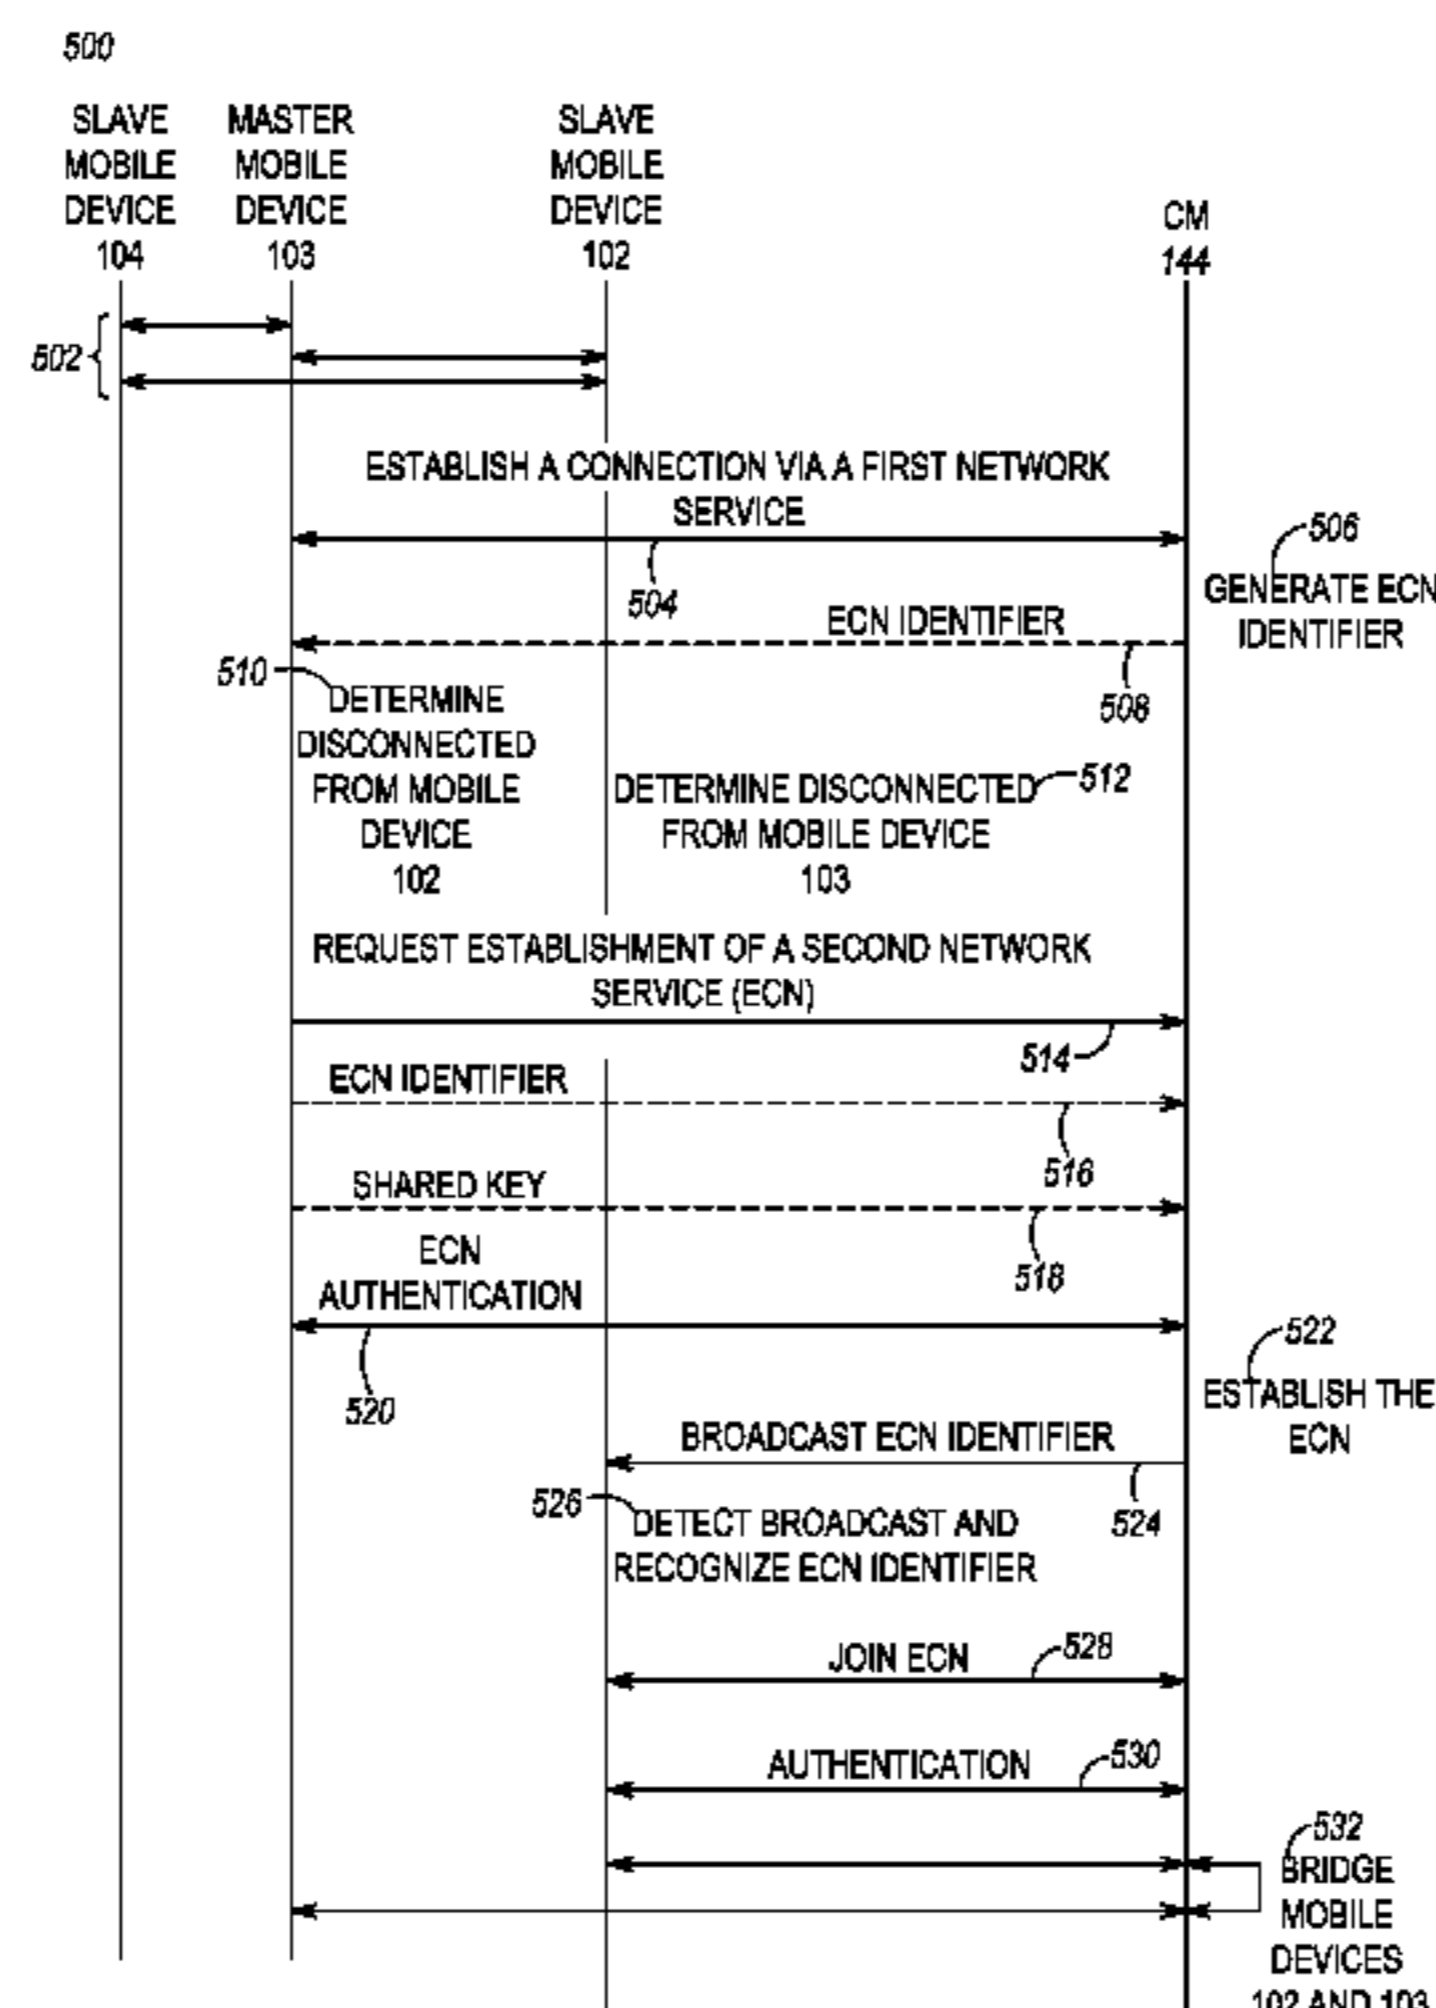 500
SLAVE
MOBILE
DEVICE
104
MASTER
MOBILE
DEVICE
103
SLAVE
MOBILE
DEVICE
102
CM
144
502
ESTABLISH A CONNECTION VIA A FIRST NETWORK
SERVICE
504
506
GENERATE ECN
IDENTIFIER
ECN IDENTIFIER
508
510
DETERMINE
DISCONNECTED
FROM MOBILE
DEVICE
102
DETERMINE DISCONNECTED
FROM MOBILE DEVICE
103
512
REQUEST ESTABLISHMENT OF A SECOND NETWORK
SERVICE (ECN)
514
ECN IDENTIFIER
516
SHARED KEY
518
ECN
AUTHENTICATION
520
522
ESTABLISH THE
ECN
BROADCAST ECN IDENTIFIER
524
526
DETECT BROADCAST AND
RECOGNIZE ECN IDENTIFIER
JOIN ECN
528
AUTHENTICATION
530
532
BRIDGE
MOBILE
DEVICES
102 AND 103